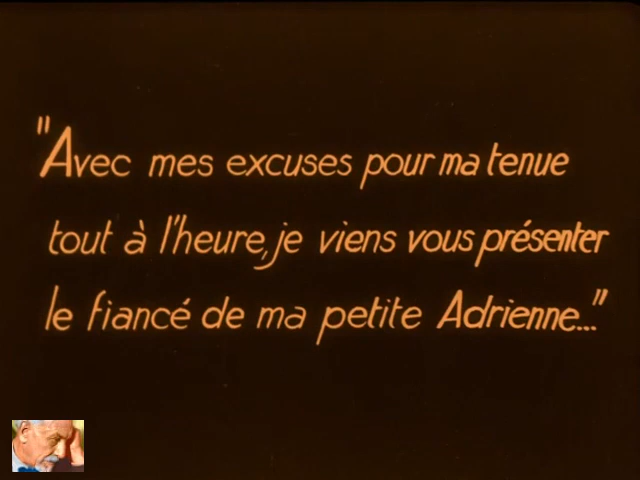 "Avec mes excuses pour ma tenue
tout à l'heure, je viens vous présenter
le fiancé de ma petite Adrienne..."